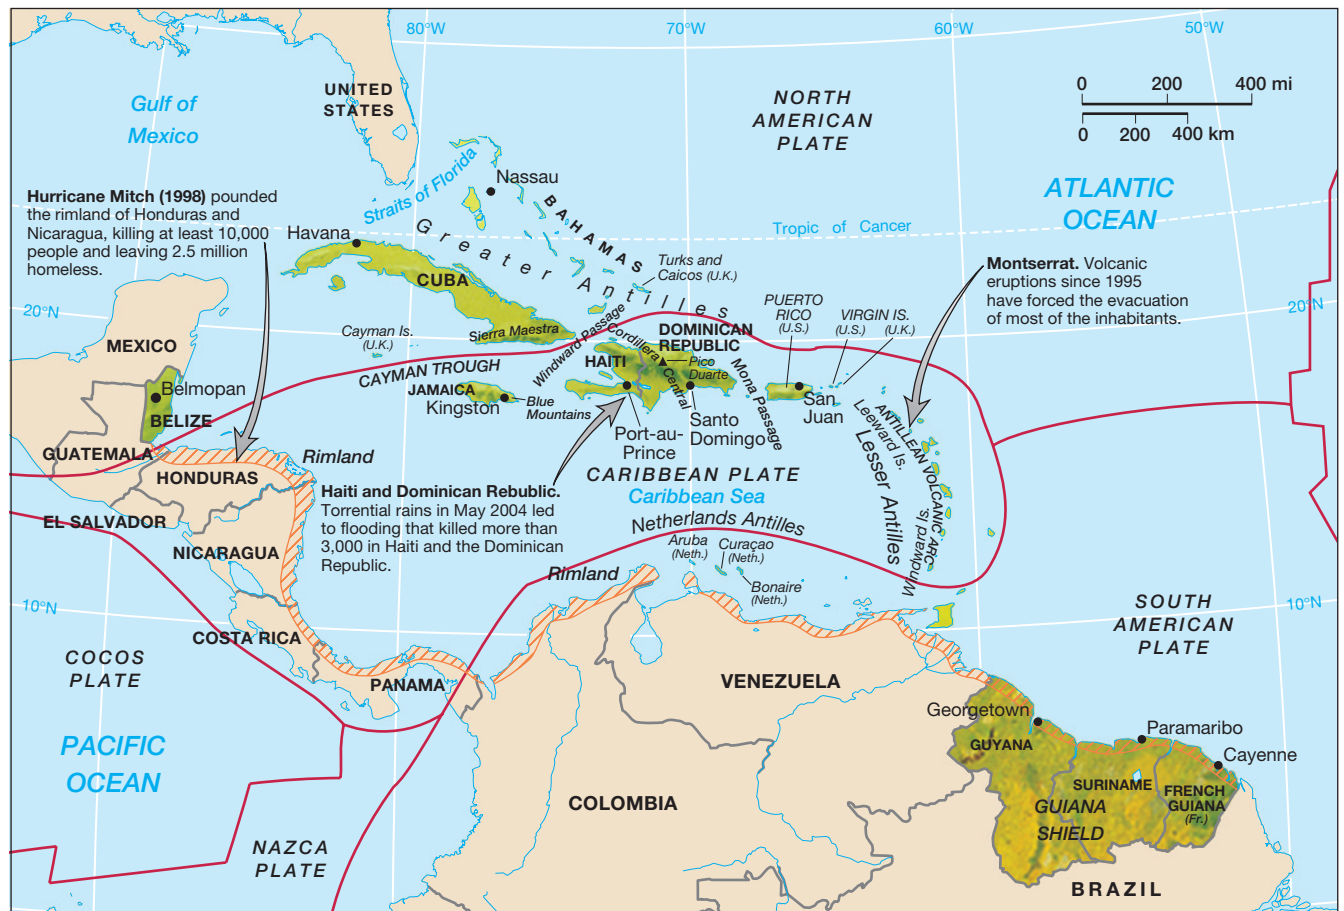 80°W
70°W
60°W
50°W
Gulf of
Mexico
UNITED
STATES
NORTH
AMERICAN
PLATE
0 200 400 mi
0 200 400 km
ATLANTIC
OCEAN
Straits of Florida
Nassau
BAHAMAS
Tropic of Cancer
Hurricane Mitch (1998) pounded
the rimland of Honduras and
Nicaragua, killing at least 10,000
people and leaving 2.5 million
homeless.
Havana
CUBA
Greater Antilles
Turks and
Caicos (U.K.)
Montserrat. Volcanic
eruptions since 1995
have forced the evacuation
of most of the inhabitants.
20°N
20°N
PUERTO
RICO
(U.S.)
VIRGIN IS.
(U.S.) (U.K.)
Cayman Is.
(U.K.)
Sierra Maestra
Windward Passage
DOMINICAN
REPUBLIC
Cordillera
Central
Pico
Duarte
HAITI
Mona Passage
MEXICO
CAYMAN TROUGH
JAMAICA
Kingston
Blue
Mountains
Belmopan
BELIZE
San
Juan
Santo
Domingo
Port-au-
Prince
Leeward Is.
ANTILLEAN VOLCANIC ARC
Lesser Antilles
Windward Is.
GUATEMALA
HONDURAS
Rimland
CARIBBEAN PLATE
Caribbean Sea
Haiti and Dominican Rebublic.
Torrential rains in May 2004 led
to flooding that killed more than
3,000 in Haiti and the Dominican
Republic.
EL SALVADOR
NICARAGUA
Netherlands Antilles
Aruba
(Neth.)
Curaçao
(Neth.)
Bonaire
(Neth.)
Rimland
10°N
10°N
COSTA RICA
COCOS
PLATE
PANAMA
SOUTH
AMERICAN
PLATE
VENEZUELA
PACIFIC
OCEAN
Georgetown
GUYANA
Paramaribo
Cayenne
SURINAME
FRENCH
GUIANA
(Fr.)
GUIANA
SHIELD
COLOMBIA
NAZCA
PLATE
BRAZIL